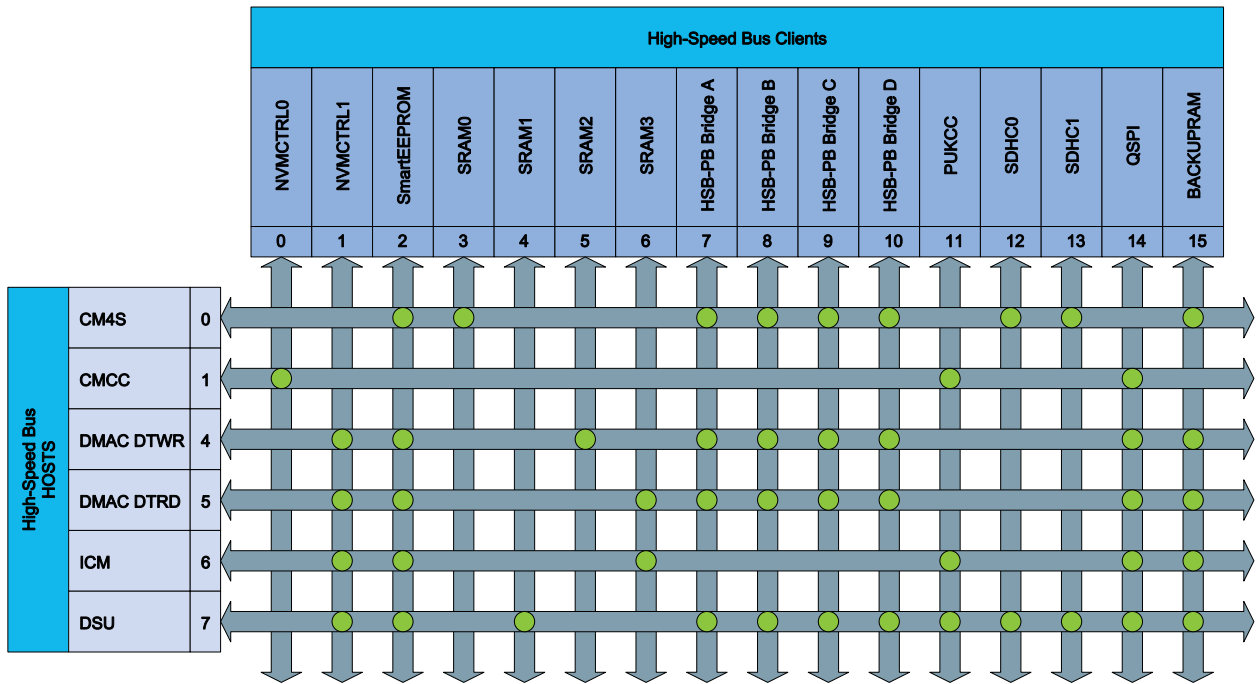 High-Speed Bus Clients
NVMCTRL0
NVMCTRL1
SmartEEPROM
SRAM0
SRAM1
SRAM2
SRAM3
HSB-PB Bridge A
HSB-PB Bridge B
HSB-PB Bridge C
HSB-PB Bridge D
PUKCC
SDHC0
SDHC1
QSPI
BACKUPRAM
0 1 2 3 4 5 6 7 8 9 10 11 12 13 14 15
High-Speed Bus
HOSTS
CM4S 0
CMCC 1
DMAC DTWR 4
DMAC DTRD 5
ICM 6
DSU 7